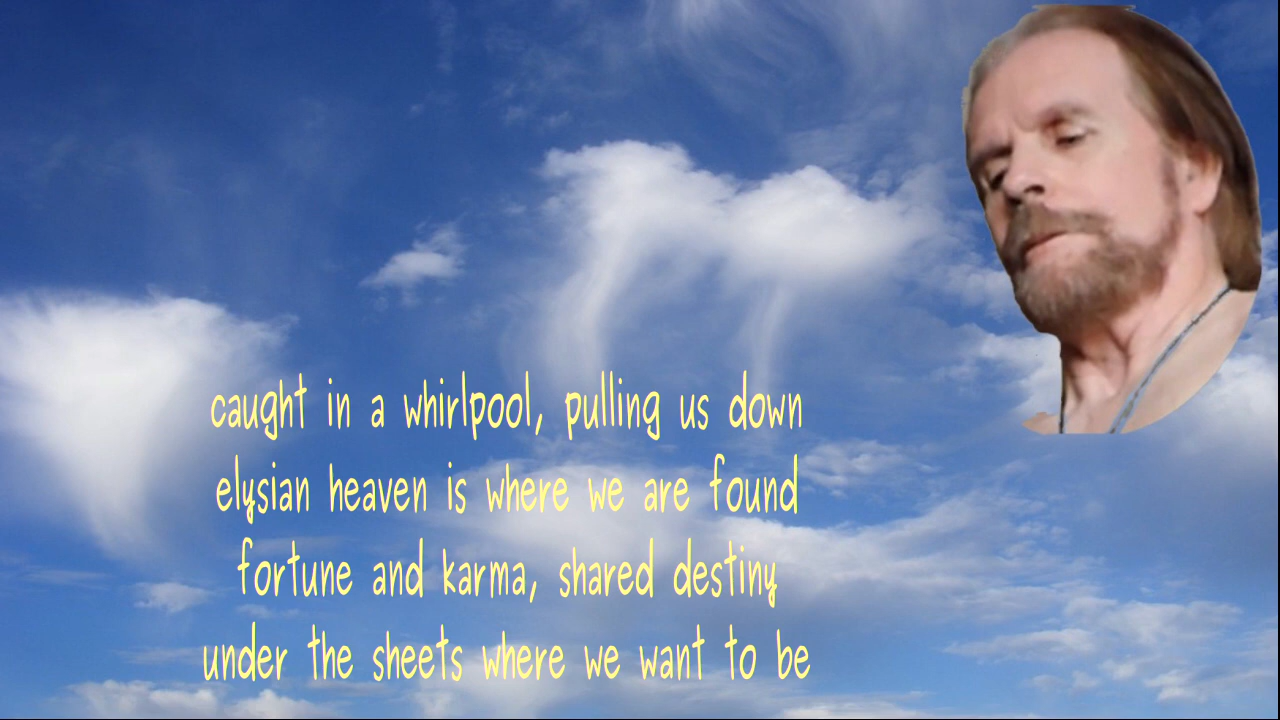 caught in a whirlpool, pulling us down
elysian heaven is where we are found
fortune and karma, shared destiny
under the sheets where we want to be